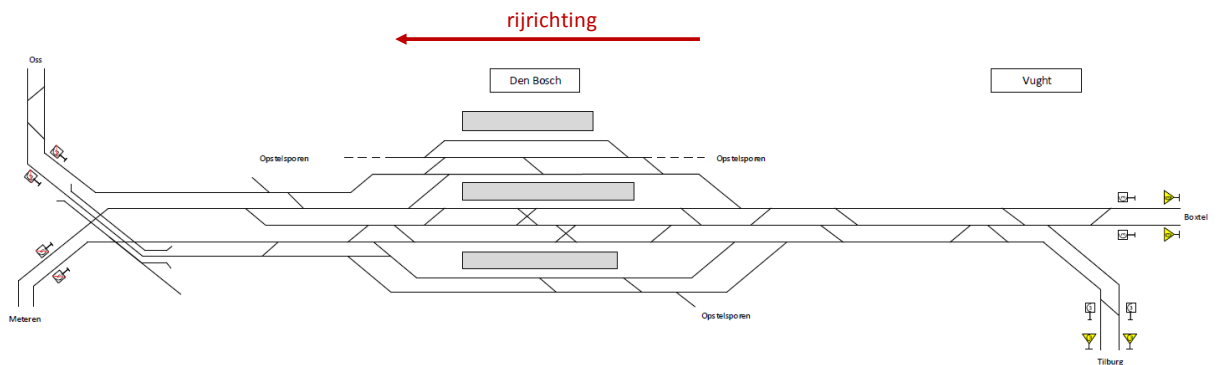 rijrichting
Oss
Den Bosch
Vught
Opstelsporen
Opstelsporen
Boxtel
Opstelsporen
Meteren
G
G
Tilburg